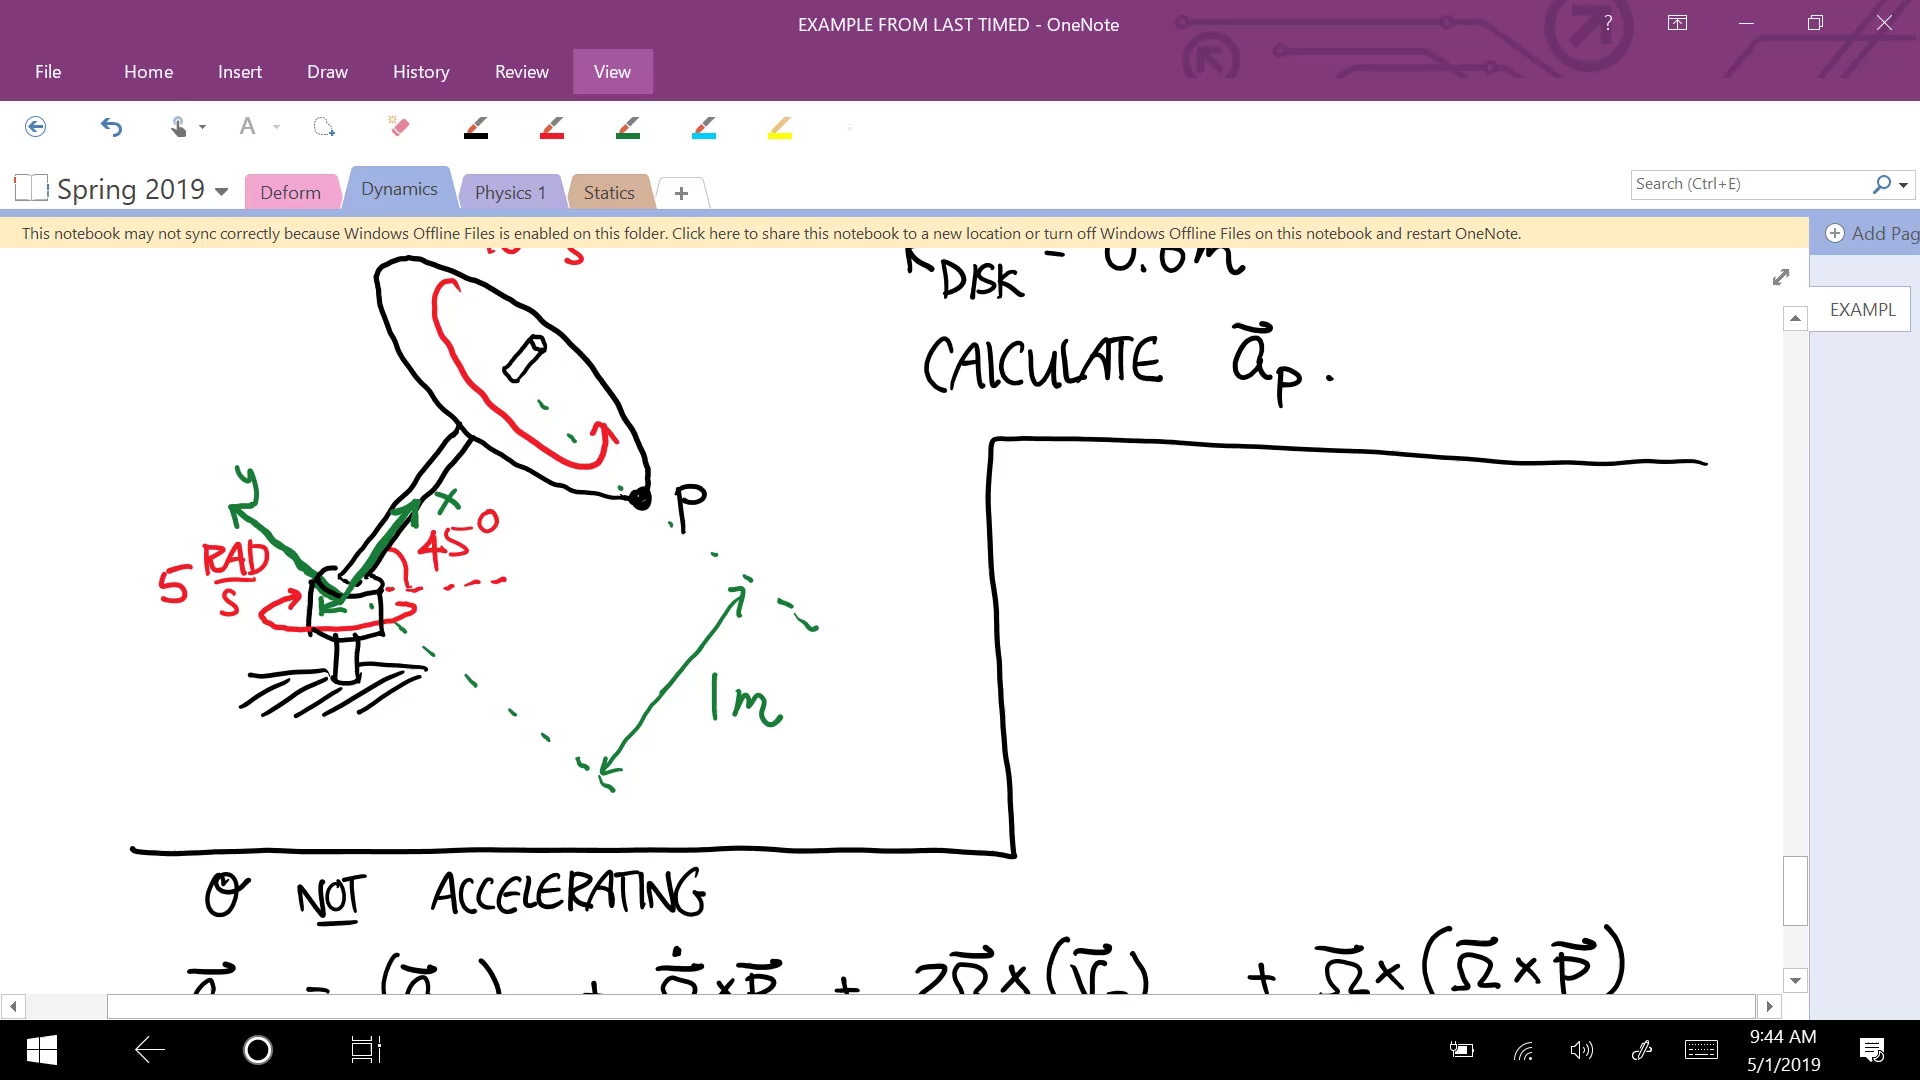 EXAMPLE FROM LAST TIMED - OneNote
?
File Home Insert Draw History Review View
A
Spring 2019 Deform Dynamics Physics 1 Statics +
Search (Ctrl+E)
This notebook may not sync correctly because Windows Offline Files is enabled on this folder. Click here to share this notebook to a new location or turn off Windows Offline Files on this notebook and restart OneNote.
Add Pag
EXAMPL
R DISK = 0.6m
CALCULATE a⃗ P .
P
y
x
45°
5 RAD/S
1m
O NOT ACCELERATING
a⃗ = (a⃗ ) + Ω⃗̇ × P⃗ + 2Ω⃗ × (V⃗ ) + Ω⃗ × (Ω⃗ × P⃗)
9:44 AM
5/1/2019